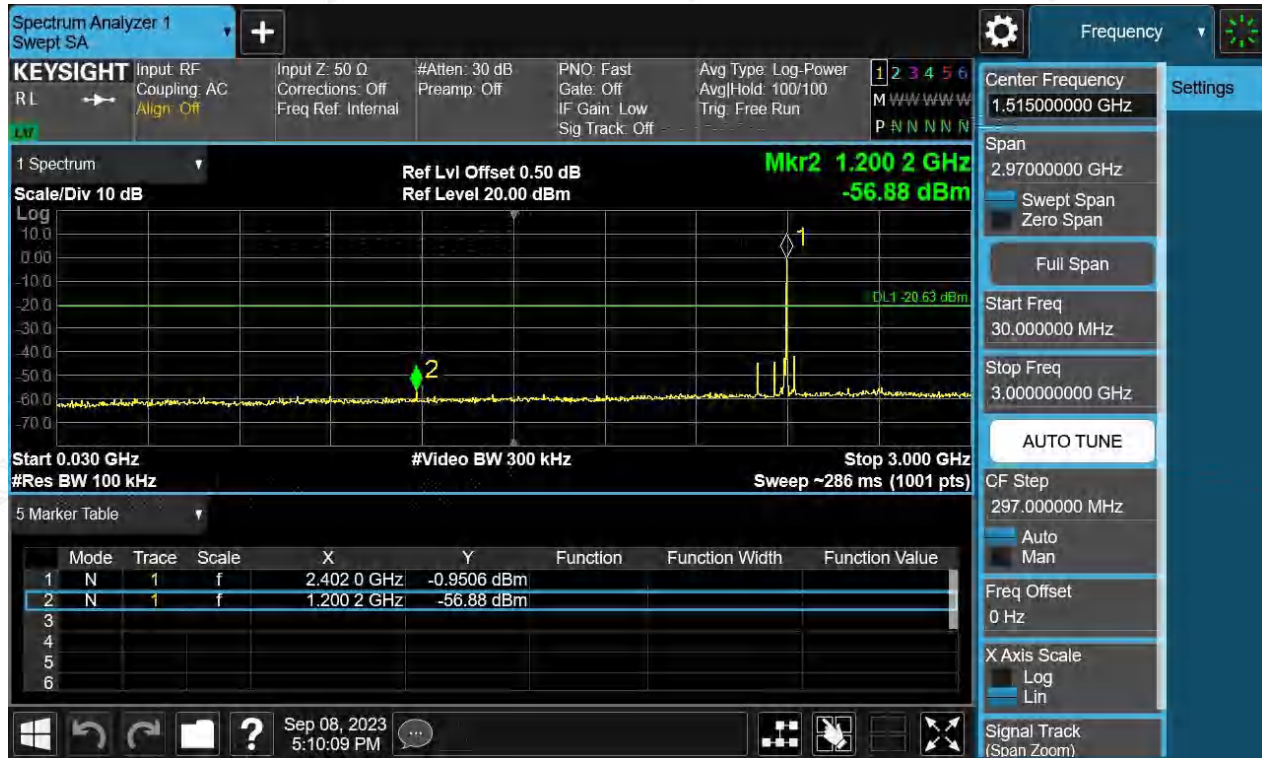 Spectrum Analyzer 1
Swept SA
+
Frequency
KEYSIGHT
RL
Input: RF
Coupling: AC
Align: Off
Input Z: 50 Ω
Corrections: Off
Freq Ref: Internal
#Atten: 30 dB
Preamp: Off
PNO: Fast
Gate: Off
IF Gain: Low
Sig Track: Off
Avg Type: Log-Power
Avg|Hold: 100/100
Trig: Free Run
1 2 3 4 5 6
M W W W W W
P N N N N N
1 Spectrum
Scale/Div 10 dB
Ref Lvl Offset 0.50 dB
Ref Level 20.00 dBm
Mkr2 1.200 2 GHz
-56.88 dBm
Log
10.0
0.00
-10.0
-20.0
-30.0
-40.0
-50.0
-60.0
-70.0
1
DL1 -20.63 dBm
2
Start 0.030 GHz
#Res BW 100 kHz
#Video BW 300 kHz
Stop 3.000 GHz
Sweep ~286 ms (1001 pts)
5 Marker Table
Mode Trace Scale X Y Function Function Width Function Value
1 N 1 f 2.402 0 GHz -0.9506 dBm
2 N 1 f 1.200 2 GHz -56.88 dBm
3
4
5
6
Sep 08, 2023
5:10:09 PM
?
Center Frequency
1.515000000 GHz
Settings
Span
2.97000000 GHz
Swept Span
Zero Span
Full Span
Start Freq
30.000000 MHz
Stop Freq
3.000000000 GHz
AUTO TUNE
CF Step
297.000000 MHz
Auto
Man
Freq Offset
0 Hz
X Axis Scale
Log
Lin
Signal Track
(Span Zoom)